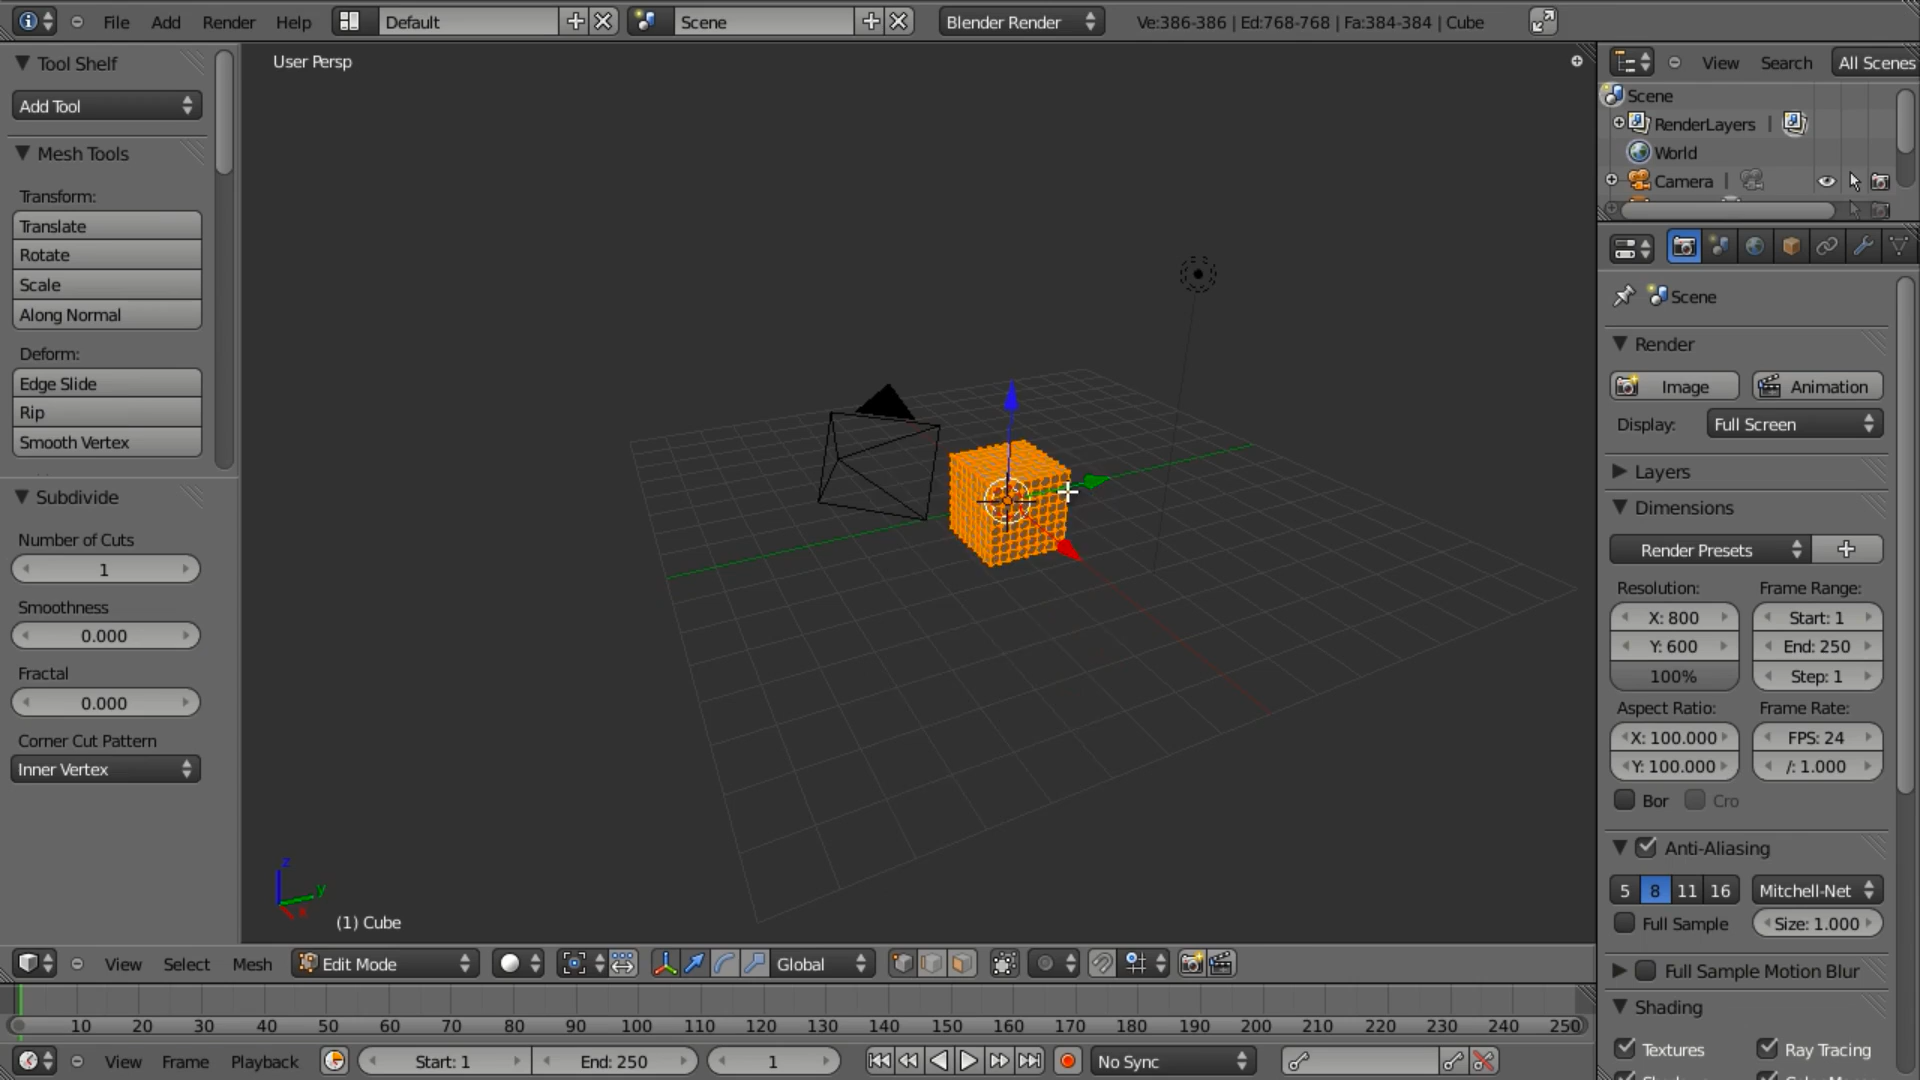 File Add Render Help Default Scene Blender Render Ve:386-386 | Ed:768-768 | Fa:384-384 | Cube
Tool Shelf
Add Tool
Mesh Tools
Transform:
Translate
Rotate
Scale
Along Normal
Deform:
Edge Slide
Rip
Smooth Vertex
Subdivide
Number of Cuts
1
Smoothness
0.000
Fractal
0.000
Corner Cut Pattern
Inner Vertex
User Persp
z
y
x
(1) Cube
View Search All Scenes
Scene
RenderLayers |
World
Camera |
Scene
Render
Image Animation
Display: Full Screen
Layers
Dimensions
Render Presets
Resolution: Frame Range:
X: 800 Start: 1
Y: 600 End: 250
100% Step: 1
Aspect Ratio: Frame Rate:
X: 100.000 FPS: 24
Y: 100.000 /: 1.000
Bor Cro
Anti-Aliasing
5 8 11 16 Mitchell-Net
Full Sample Size: 1.000
Full Sample Motion Blur
Shading
Textures Ray Tracing
View Select Mesh Edit Mode Global
10 20 30 40 50 60 70 80 90 100 110 120 130 140 150 160 170 180 190 200 210 220 230 240 250
View Frame Playback Start: 1 End: 250 1 No Sync